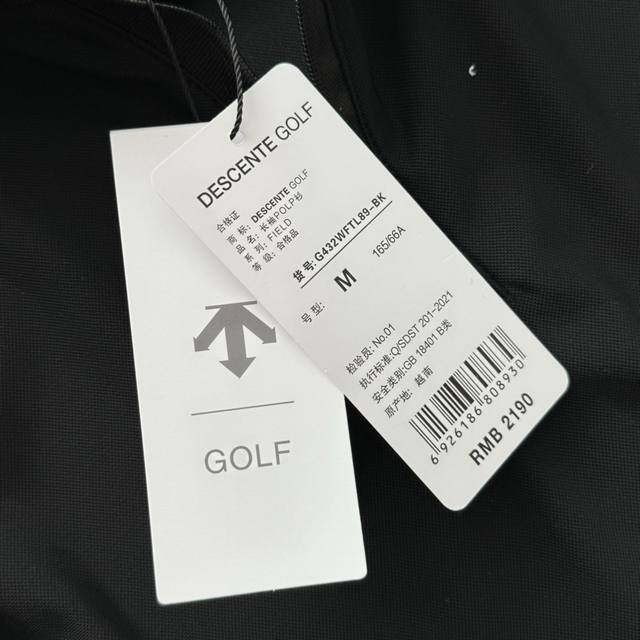 DESCENTE GOLF
合格证
商 标: DESCENTE GOLF
品 名: 长袖POLP衫
系 列: FIELD
等 级: 合格品
货 号: G432WFTL89-BK
号 型: M 165/66A
检验员: No.01
执行标准:Q/SDST 201-2021
安全类别:GB 18401 B类
原产地: 越南
6 926186 808930
RMB 2190
GOLF